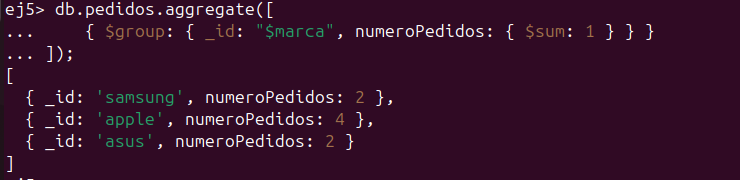 ej5> db.pedidos.aggregate([
...     { $group: { _id: "$marca", numeroPedidos: { $sum: 1 } } }
... ]);
[
  { _id: 'samsung', numeroPedidos: 2 },
  { _id: 'apple', numeroPedidos: 4 },
  { _id: 'asus', numeroPedidos: 2 }
]